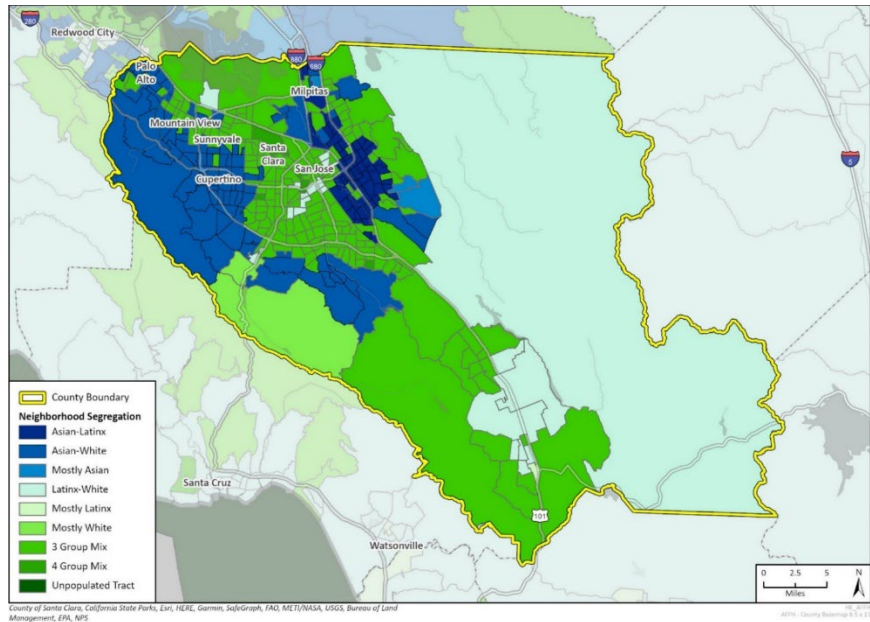 280
Redwood City
Palo
Alto
880
680
Milpitas
Mountain View
Sunnyvale
Santa
Clara
San Jose
Cupertino
5
County Boundary
Neighborhood Segregation
Asian-Latinx
Asian-White
Mostly Asian
Latinx-White
Mostly Latinx
Mostly White
3 Group Mix
4 Group Mix
Unpopulated Tract
Santa Cruz
Watsonville
101
0 2.5 5
Miles
N
County of Santa Clara, California State Parks, Esri, HERE, Garmin, SafeGraph, FAO, METI/NASA, USGS, Bureau of Land
Management, EPA, NPS